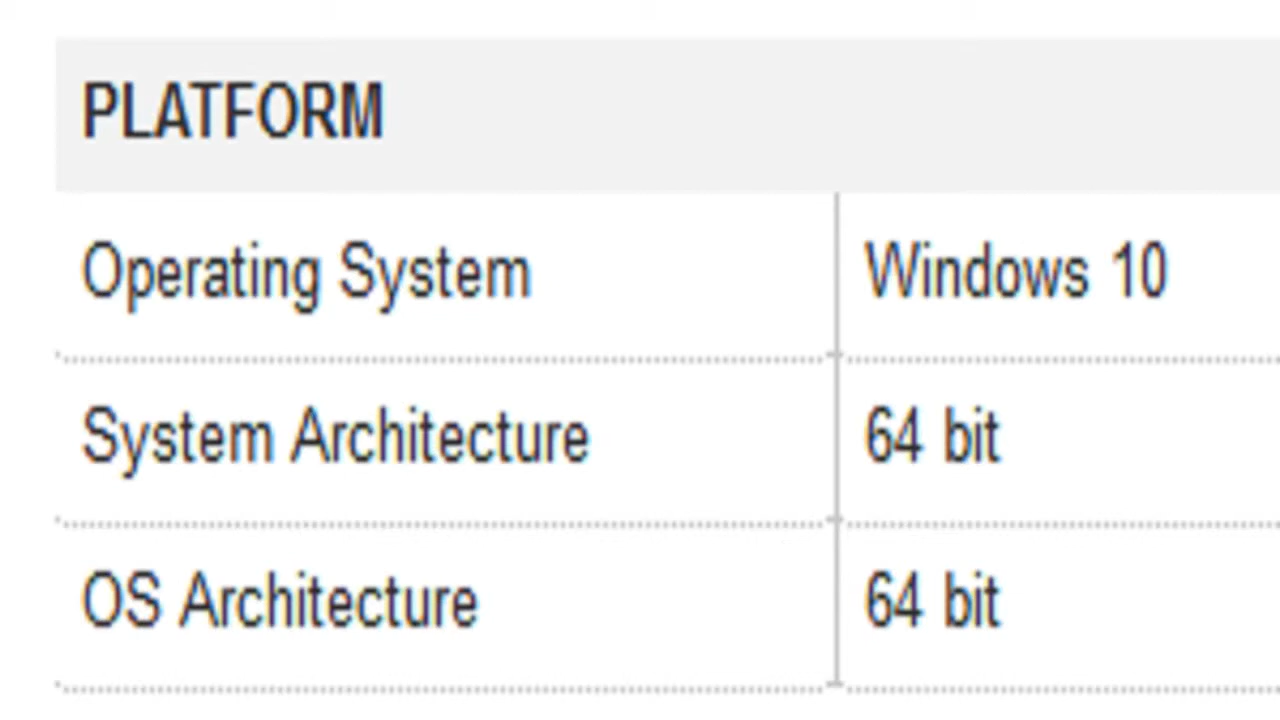 PLATFORM
Operating System Windows 10
System Architecture 64 bit
OS Architecture 64 bit